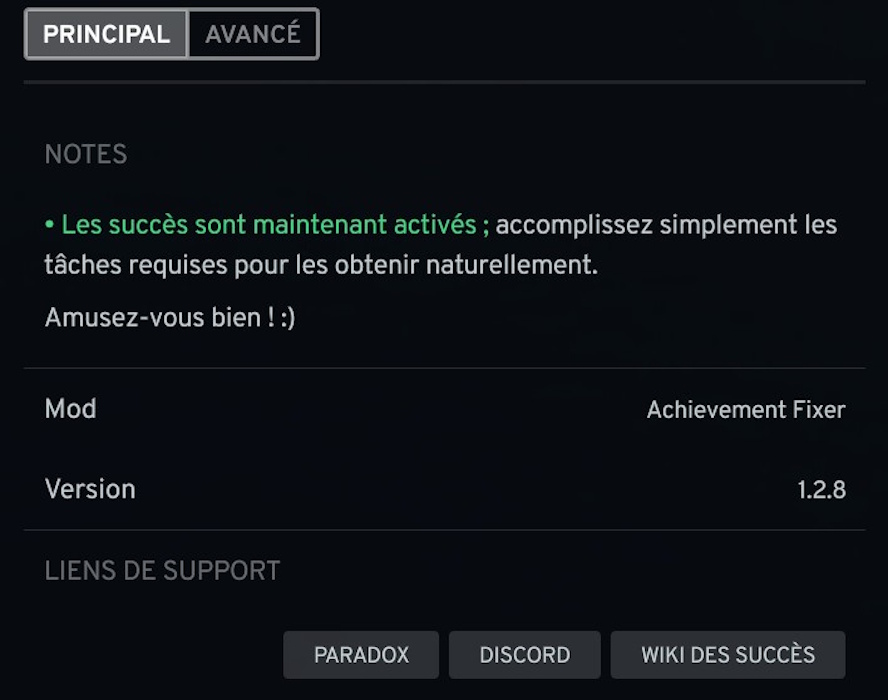 PRINCIPAL AVANCÉ
NOTES
• Les succès sont maintenant activés ; accomplissez simplement les
tâches requises pour les obtenir naturellement.
Amusez-vous bien ! :)
Mod Achievement Fixer
Version 1.2.8
LIENS DE SUPPORT
PARADOX DISCORD WIKI DES SUCCÈS